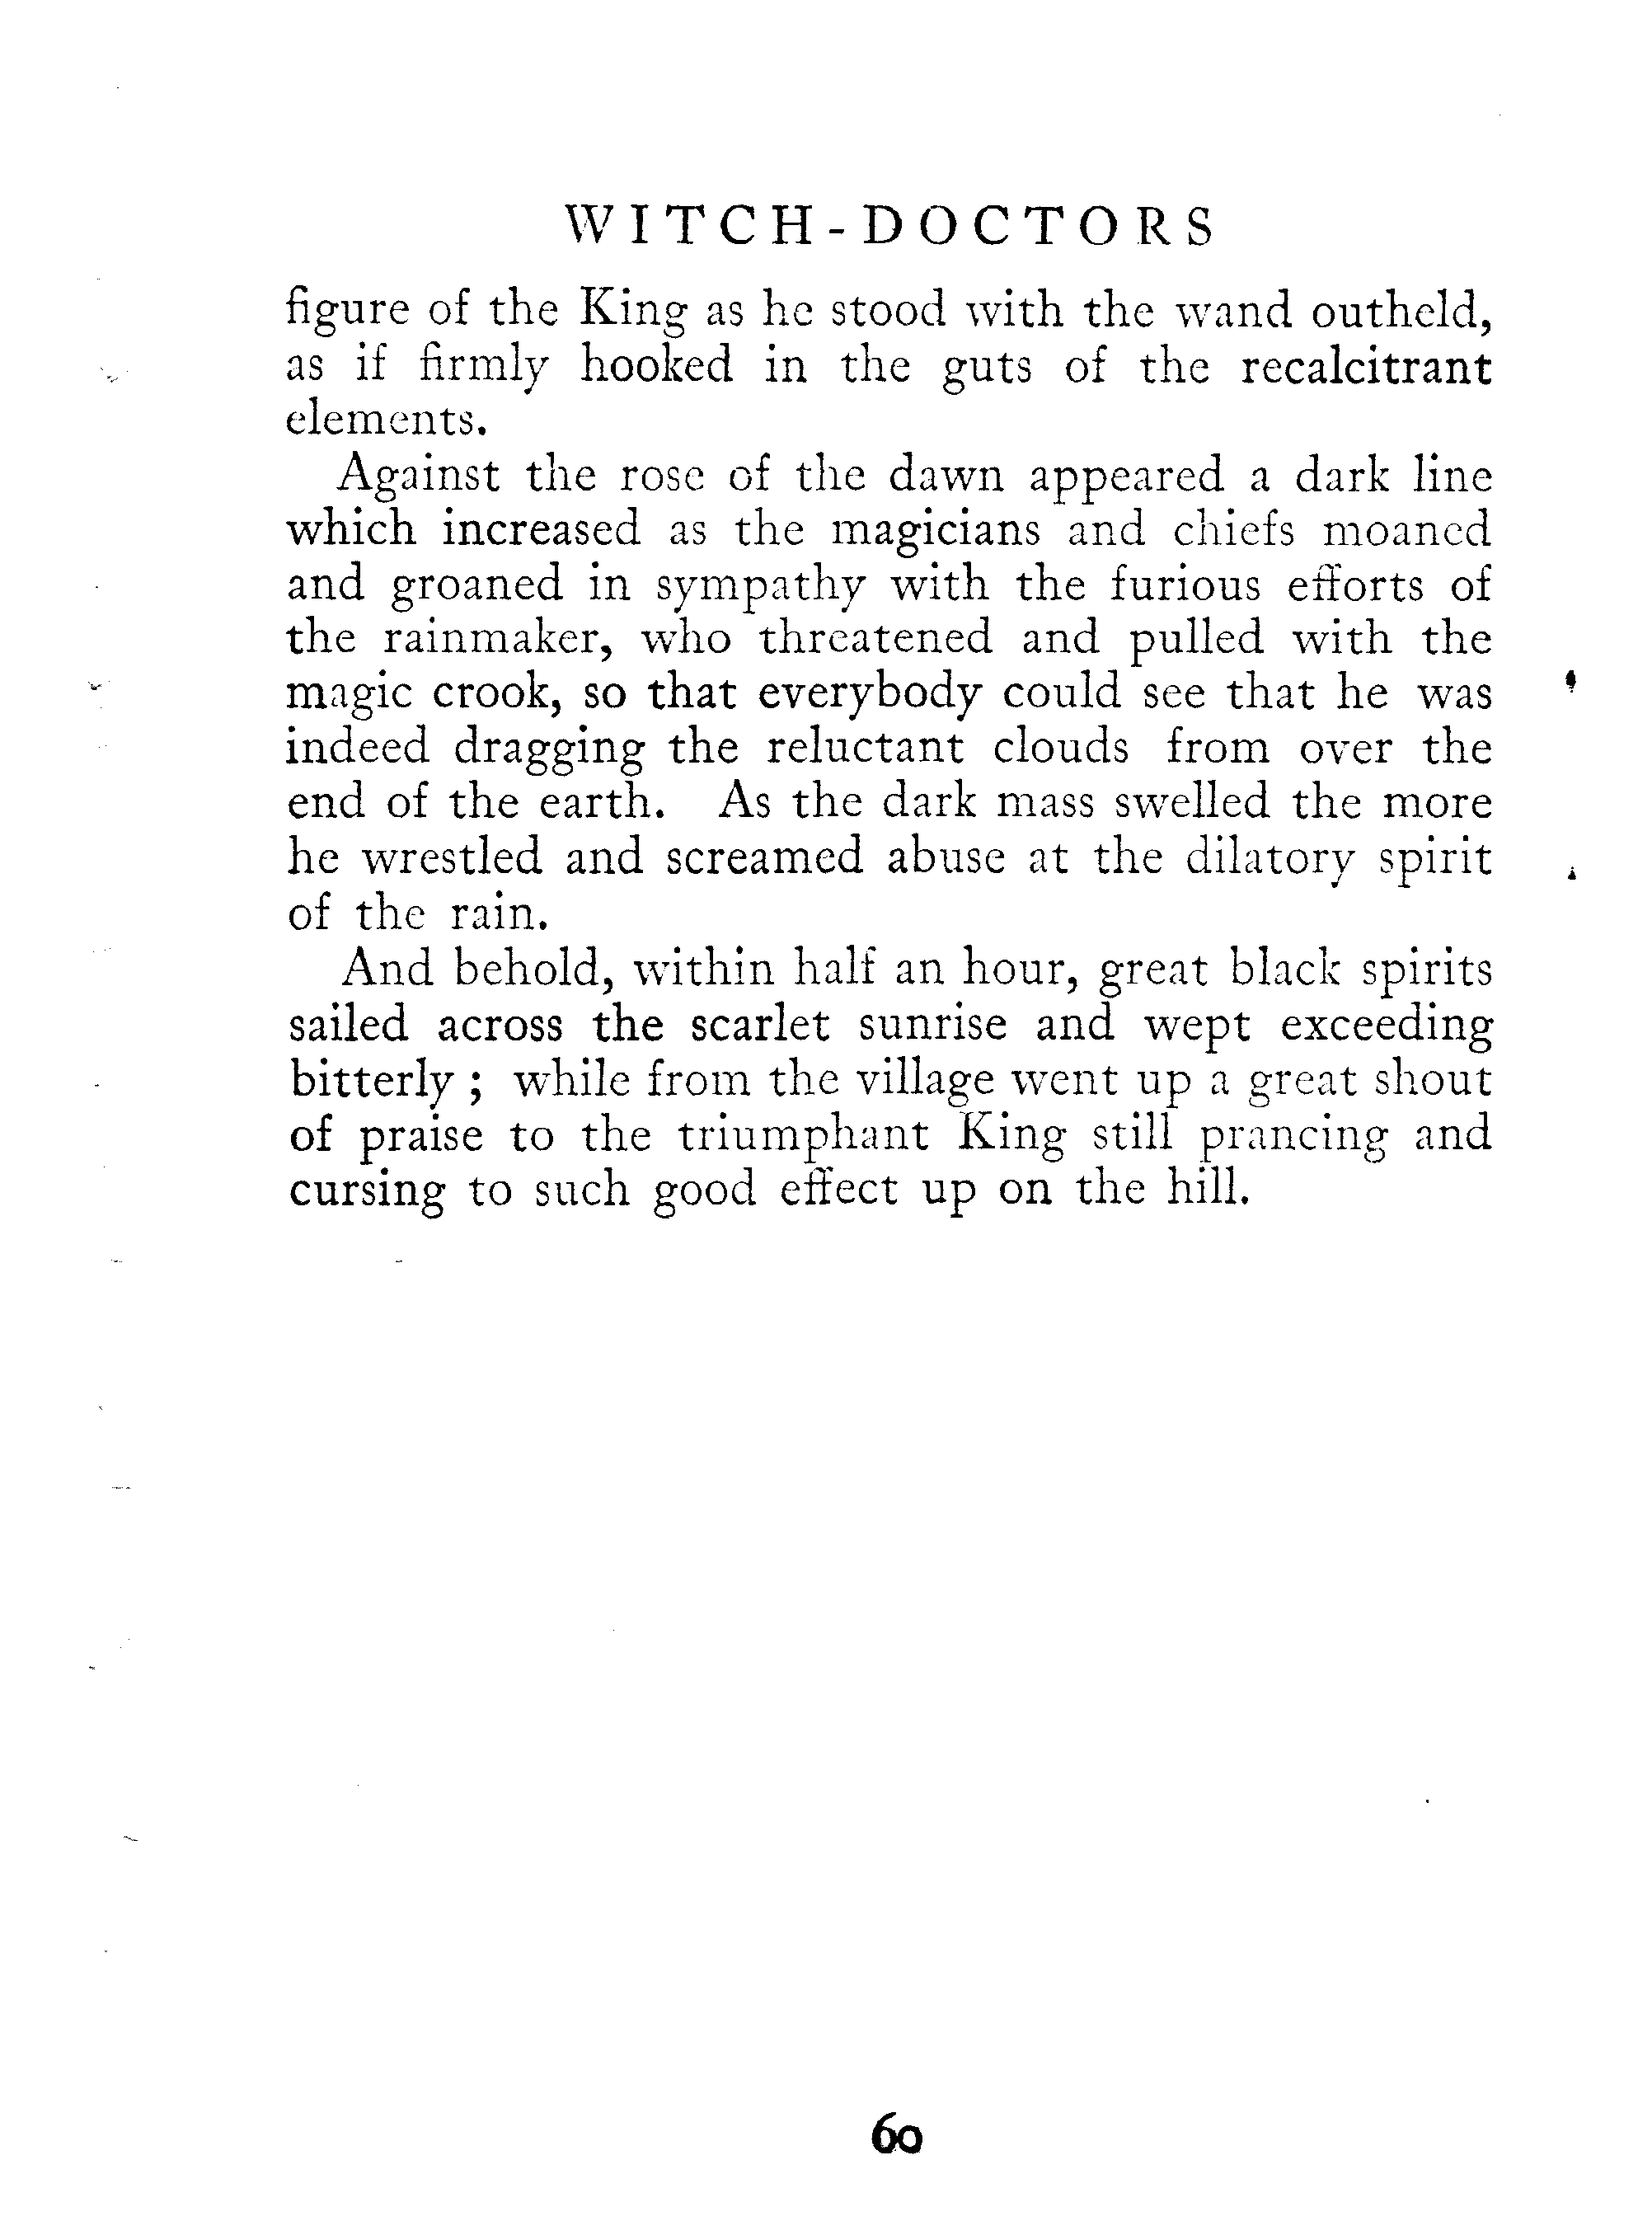 WITCH-DOCTORS
figure of the King as he stood with the wand outheld,
as if firmly hooked in the guts of the recalcitrant
elements.
Against the rose of the dawn appeared a dark line
which increased as the magicians and chiefs moaned
and groaned in sympathy with the furious efforts of
the rainmaker, who threatened and pulled with the
magic crook, so that everybody could see that he was
indeed dragging the reluctant clouds from over the
end of the earth. As the dark mass swelled the more
he wrestled and screamed abuse at the dilatory spirit
of the rain.
And behold, within half an hour, great black spirits
sailed across the scarlet sunrise and wept exceeding
bitterly ; while from the village went up a great shout
of praise to the triumphant King still prancing and
cursing to such good effect up on the hill.
60